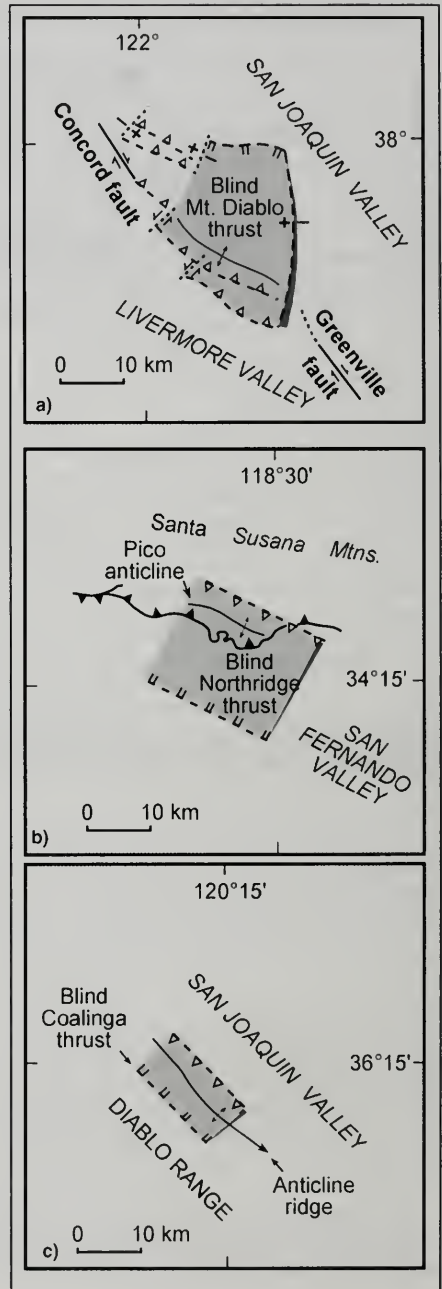 122°
SAN JOAQUIN VALLEY
38°
Concord fault
Blind
Mt. Diablo
thrust
LIVERMORE VALLEY
Greenville
fault
0 10 km
a)
118°30'
Santa Susana Mtns.
Pico
anticline
Blind
Northridge
thrust
34°15'
SAN
FERNANDO
VALLEY
0 10 km
b)
120°15'
Blind
Coalinga
thrust
SAN JOAQUIN VALLEY
36°15'
DIABLO RANGE
Anticline
ridge
0 10 km
c)